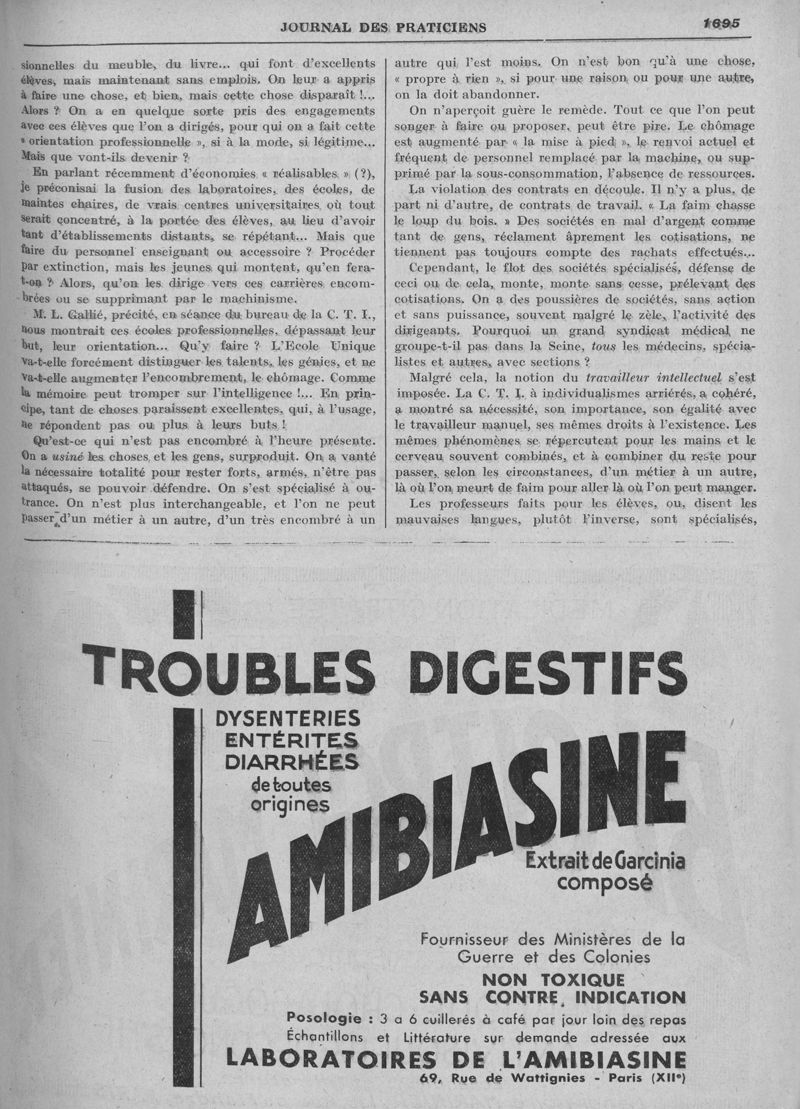 JOURNAL DES PRATICIENS
1695
sionnelles du meuble, du livre... qui font d'excellents
élèves, mais maintenant sans emplois. On leur a appris
à faire une chose, et bien, mais cette chose disparaît !...
Alors ? On a en quelque sorte pris des engagements
avec ces élèves que l'on a dirigés, pour qui on a fait cette
« orientation professionnelle », si à la mode, si légitime...
Mais que vont-ils devenir ?
En parlant récemment d'économies « réalisables » (?),
je préconisai la fusion des laboratoires, des écoles, de
maintes chaires, de vrais centres universitaires où tout
serait concentré, à la portée des élèves, au lieu d'avoir
tant d'établissements distants, se répétant... Mais que
faire du personnel enseignant ou accessoire ? Procéder
par extinction, mais les jeunes qui montent, qu'en fera-
t-on ? Alors, qu'on les dirige vers ces carrières encom-
brées ou se supprimant par le machinisme.
M. L. Gallié, précité, en séance du bureau de la C. T. I.,
nous montrait ces écoles professionnelles, dépassant leur
but, leur orientation... Qu'y faire ? L'Ecole Unique
va-t-elle forcément distinguer les talents, les génies, et ne
va-t-elle augmenter l'encombrement, le chômage. Comme
la mémoire peut tromper sur l'intelligence !... En prin-
cipe, tant de choses paraissent excellentes, qui, à l'usage,
ne répondent pas ou plus à leurs buts !
Qu'est-ce qui n'est pas encombré à l'heure présente.
On a usiné les choses et les gens, surproduit. On a vanté
la nécessaire totalité pour rester forts, armés, n'être pas
attaqués, se pouvoir défendre. On s'est spécialisé à ou-
trance. On n'est plus interchangeable, et l'on ne peut
passer d'un métier à un autre, d'un très encombré à un
autre qui l'est moins. On n'est bon qu'à une chose,
« propre à rien », si pour une raison ou pour une autre,
on la doit abandonner.
On n'aperçoit guère le remède. Tout ce que l'on peut
songer à faire ou proposer, peut être pire. Le chômage
est augmenté par « la mise à pied », le renvoi actuel et
fréquent de personnel remplacé par la machine, ou sup-
primé par la sous-consommation, l'absence de ressources.
La violation des contrats en découle. Il n'y a plus, de
part ni d'autre, de contrats de travail. « La faim chasse
le loup du bois. » Des sociétés en mal d'argent comme
tant de gens, réclament âprement les cotisations, ne
tiennent pas toujours compte des rachats effectués...
Cependant, le flot des sociétés spécialisés, défense de
ceci ou de cela, monte, monte sans cesse, prélevant des
cotisations. On a des poussières de sociétés, sans action
et sans puissance, souvent malgré le zèle, l'activité des
dirigeants. Pourquoi un grand syndicat médical ne
groupe-t-il pas dans la Seine, tous les médecins, spécia-
listes et autres, avec sections ?
Malgré cela, la notion du travailleur intellectuel s'est
imposée. La C. T. I. à individualismes arriérés, a cohéré,
a montré sa nécessité, son importance, son égalité avec
le travailleur manuel, ses mêmes droits à l'existence. Les
mêmes phénomènes se répercutent pour les mains et le
cerveau souvent combinés, et à combiner du reste pour
passer, selon les circonstances, d'un métier à un autre,
là où l'on meurt de faim pour aller là où l'on peut manger.
Les professeurs faits pour les élèves, ou, disent les
mauvaises langues, plutôt l'inverse, sont spécialisés,
TROUBLES DIGESTIFS
DYSENTERIES
ENTÉRITES
DIARRHÉES
de toutes
origines
AMIBIASINE
Extrait de Garcinia
composé
Fournisseur des Ministères de la
Guerre et des Colonies
NON TOXIQUE
SANS CONTRE INDICATION
Posologie : 3 a 6 cuillerés à café par jour loin des repas
Échantillons et Littérature sur demande adressée aux
LABORATOIRES DE L'AMIBIASINE
69, Rue de Wattignies - Paris (XIIe)